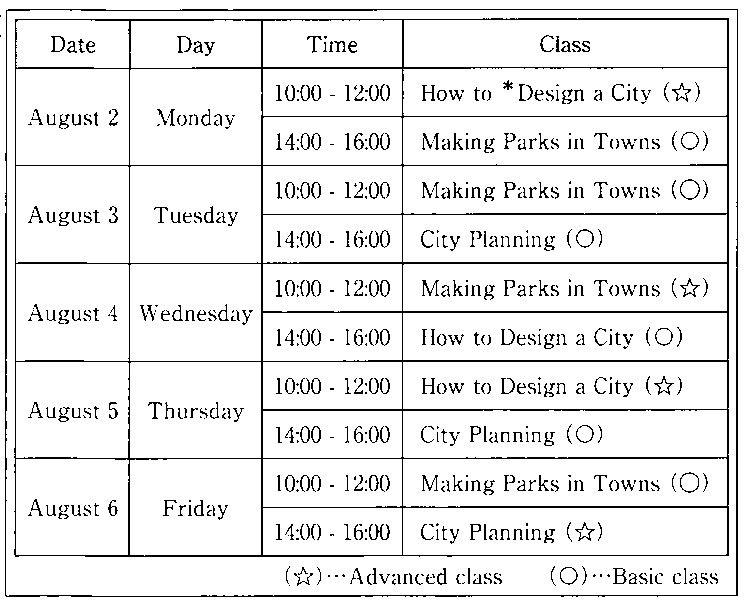 Date Day Time Class
August 2 Monday 10:00 - 12:00 How to *Design a City (☆)
14:00 - 16:00 Making Parks in Towns (○)
August 3 Tuesday 10:00 - 12:00 Making Parks in Towns (○)
14:00 - 16:00 City Planning (○)
August 4 Wednesday 10:00 - 12:00 Making Parks in Towns (☆)
14:00 - 16:00 How to Design a City (○)
August 5 Thursday 10:00 - 12:00 How to Design a City (☆)
14:00 - 16:00 City Planning (○)
August 6 Friday 10:00 - 12:00 Making Parks in Towns (○)
14:00 - 16:00 City Planning (☆)
(☆)…Advanced class (○)…Basic class